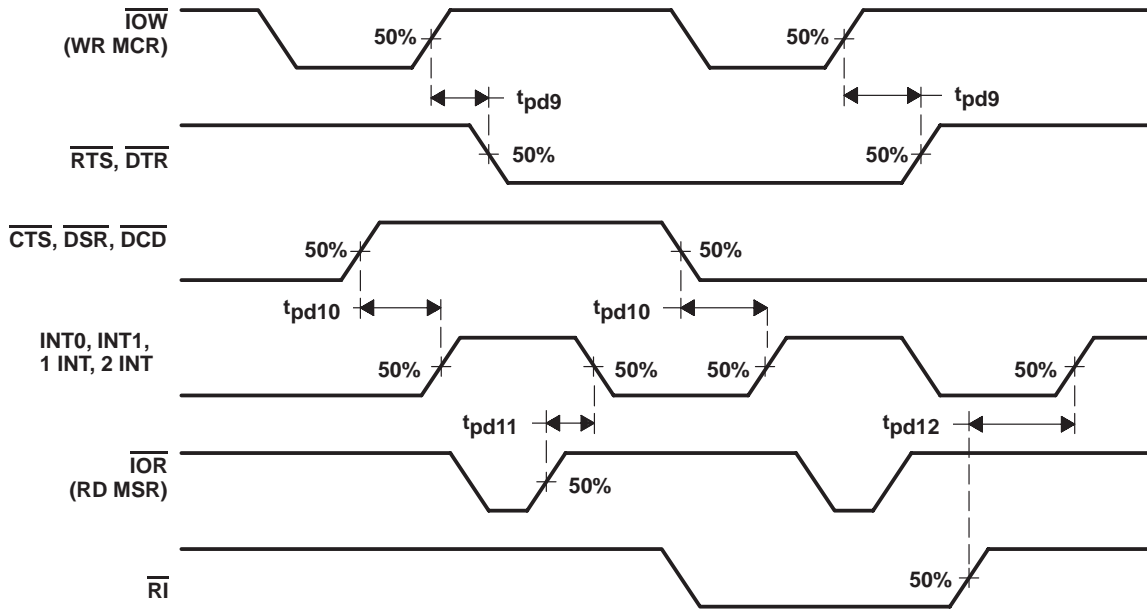 IOW
(WR MCR)
50%
50%
tpd9
tpd9
RTS, DTR
50%
50%
CTS, DSR, DCD
50%
50%
tpd10
tpd10
INT0, INT1,
1 INT, 2 INT
50%
50%
50%
50%
tpd11
tpd12
IOR
(RD MSR)
50%
RI
50%